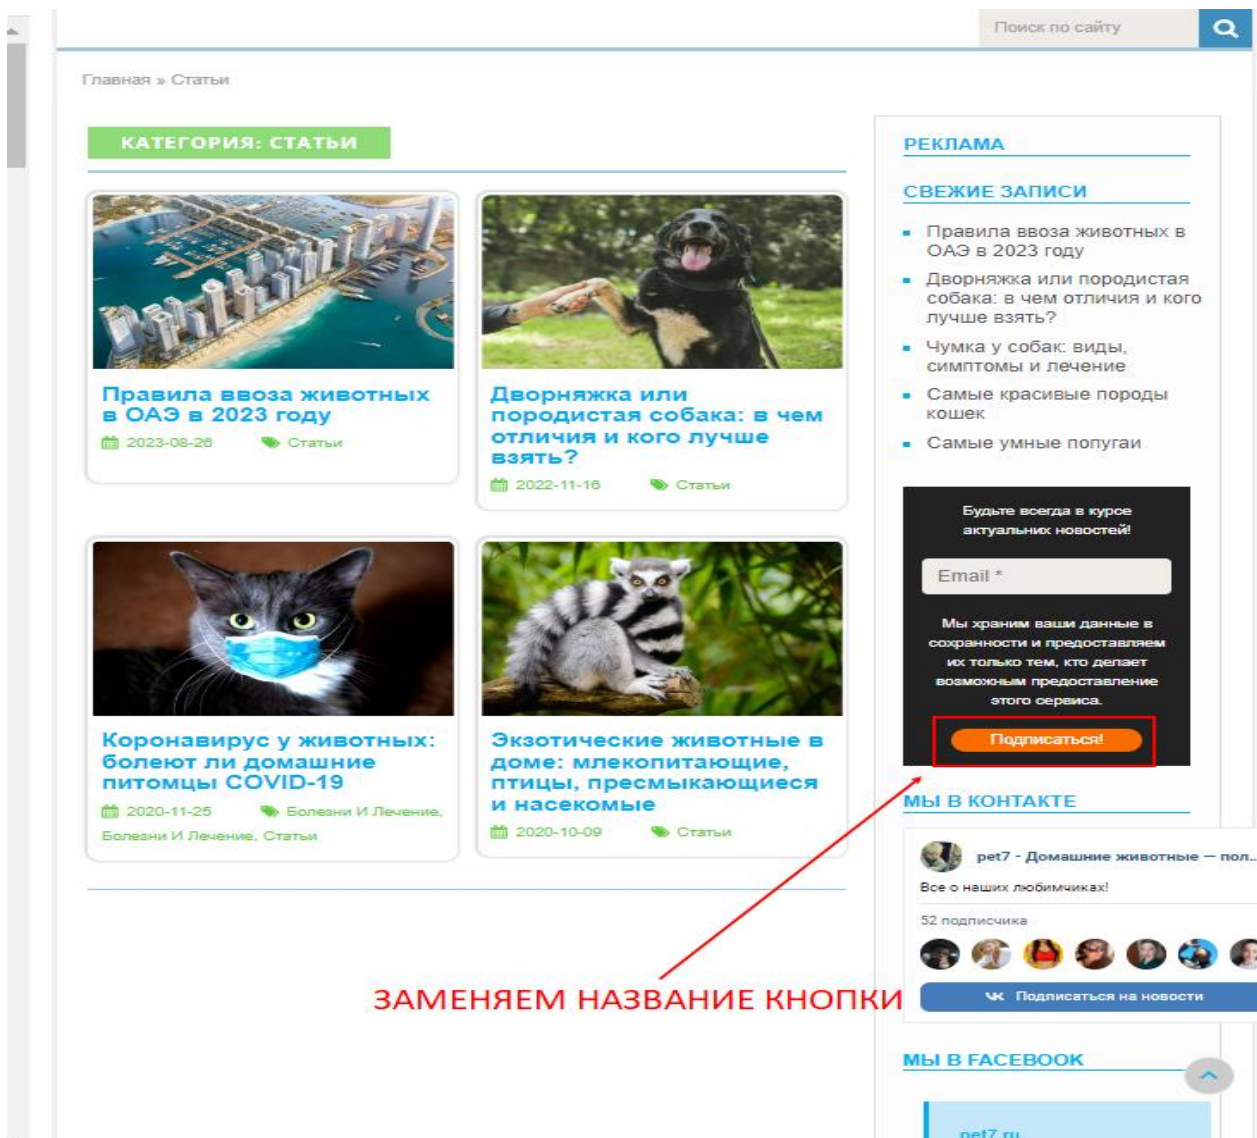 Поиск по сайту
Главная » Статьи
КАТЕГОРИЯ: СТАТЬИ
Правила ввоза животных
в ОАЭ в 2023 году
2023-08-26 Статьи
Дворняжка или
породистая собака: в чем
отличия и кого лучше
взять?
2022-11-16 Статьи
Коронавирус у животных:
болеют ли домашние
питомцы COVID-19
2020-11-25 Болезни И Лечение,
Болезни И Лечение, Статьи
Экзотические животные в
доме: млекопитающие,
птицы, пресмыкающиеся
и насекомые
2020-10-09 Статьи
РЕКЛАМА
СВЕЖИЕ ЗАПИСИ
Правила ввоза животных в
ОАЭ в 2023 году
Дворняжка или породистая
собака: в чем отличия и кого
лучше взять?
Чумка у собак: виды,
симптомы и лечение
Самые красивые породы
кошек
Самые умные попугаи
Будьте всегда в курсе
актуальних новостей!
Email *
Мы храним ваши данные в
сохранности и предоставляем
их только тем, кто делает
возможным предоставление
этого сервиса.
Подписаться!
МЫ В КОНТАКТЕ
pet7 - Домашние животные — пол...
Все о наших любимчиках!
52 подписчика
Подписаться на новости
ЗАМЕНЯЕМ НАЗВАНИЕ КНОПКИ
МЫ В FACEBOOK
pet7.ru